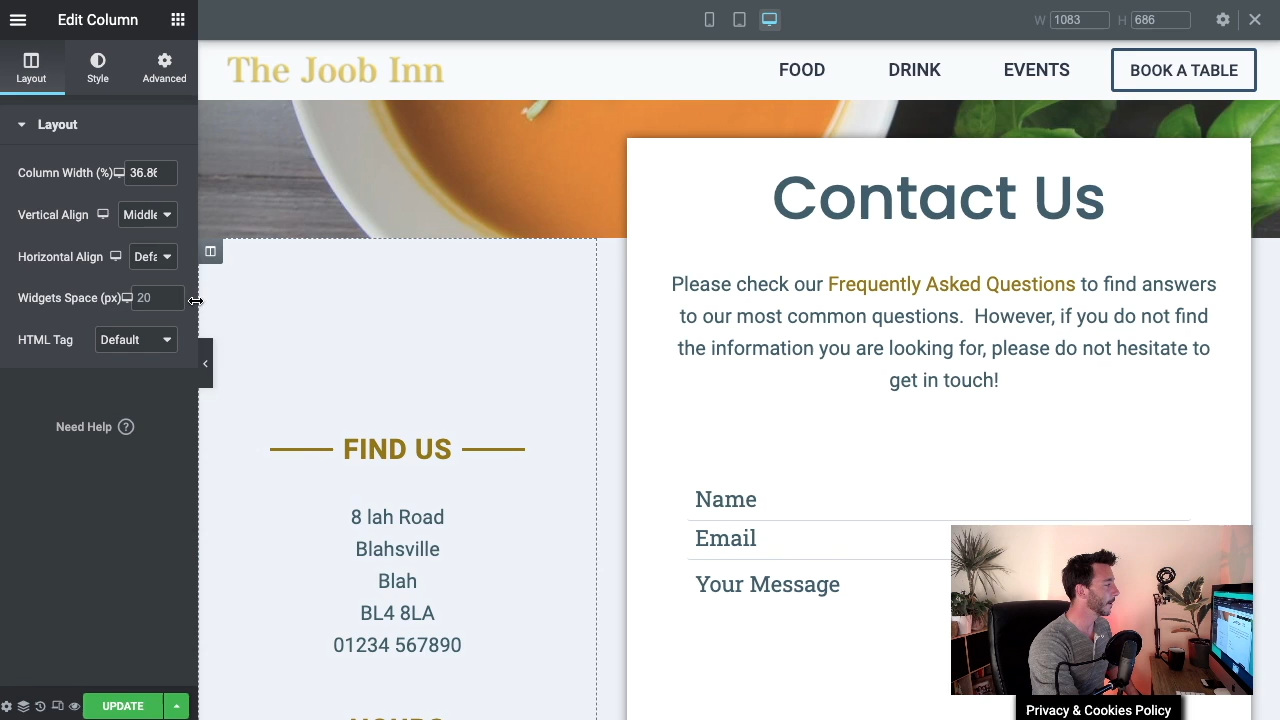 Edit Column
W 1083 H 686
Layout Style Advanced
The Joob Inn FOOD DRINK EVENTS BOOK A TABLE
Layout
Column Width (%) 36.86
Vertical Align Middle
Horizontal Align Defa
Widgets Space (px) 20
HTML Tag Default
Need Help ?
UPDATE
FIND US
8 lah Road
Blahsville
Blah
BL4 8LA
01234 567890
Contact Us
Please check our Frequently Asked Questions to find answers
to our most common questions. However, if you do not find
the information you are looking for, please do not hesitate to
get in touch!
Name
Email
Your Message
Privacy & Cookies Policy